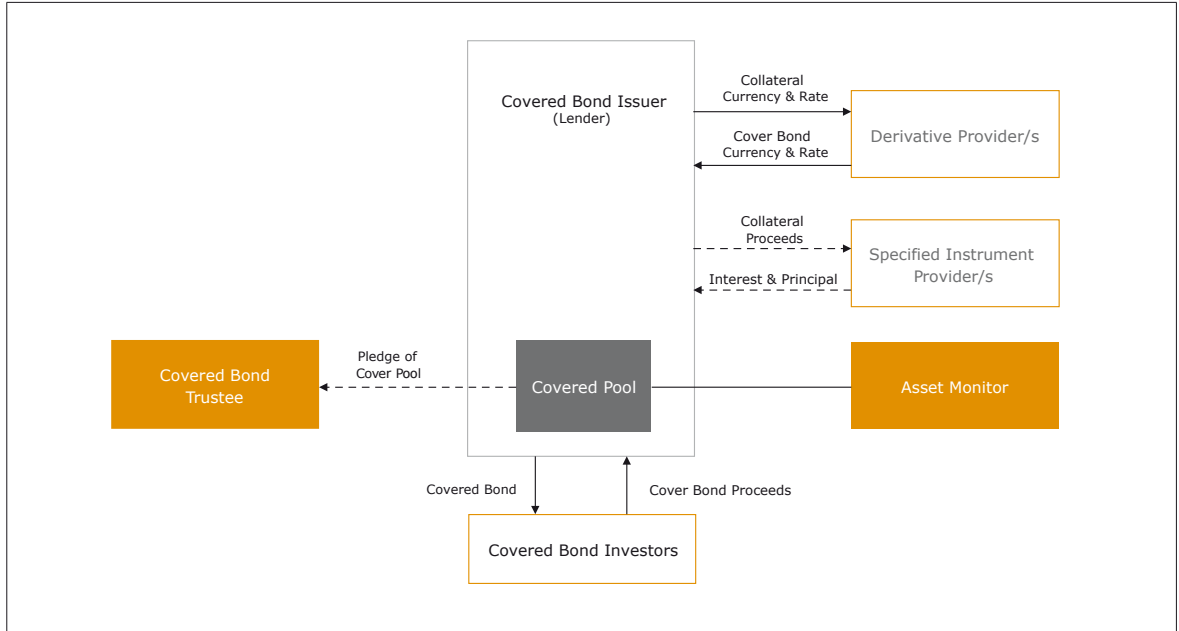 Collateral
Currency & Rate
Covered Bond Issuer
(Lender)
Derivative Provider/s
Cover Bond
Currency & Rate
Collateral
Proceeds
Specified Instrument
Provider/s
Interest & Principal
Pledge of
Cover Pool
Covered Bond
Trustee
Covered Pool
Asset Monitor
Covered Bond
Cover Bond Proceeds
Covered Bond Investors